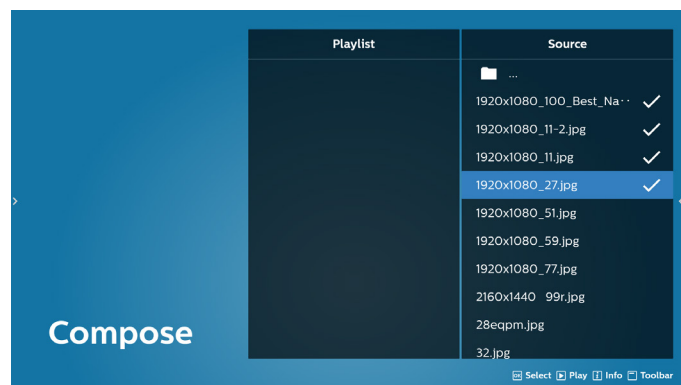 Playlist
Source
...
1920x1080_100_Best_Na··
1920x1080_11-2.jpg
1920x1080_11.jpg
1920x1080_27.jpg
1920x1080_51.jpg
1920x1080_59.jpg
1920x1080_77.jpg
2160x1440 99r.jpg
28eqpm.jpg
32.jpg
Compose
OK Select Play i Info Toolbar